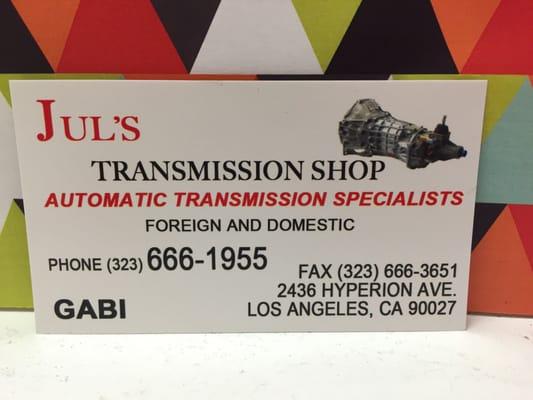 JUL'S
TRANSMISSION SHOP
AUTOMATIC TRANSMISSION SPECIALISTS
FOREIGN AND DOMESTIC
PHONE (323) 666-1955
FAX (323) 666-3651
2436 HYPERION AVE.
GABI
LOS ANGELES, CA 90027